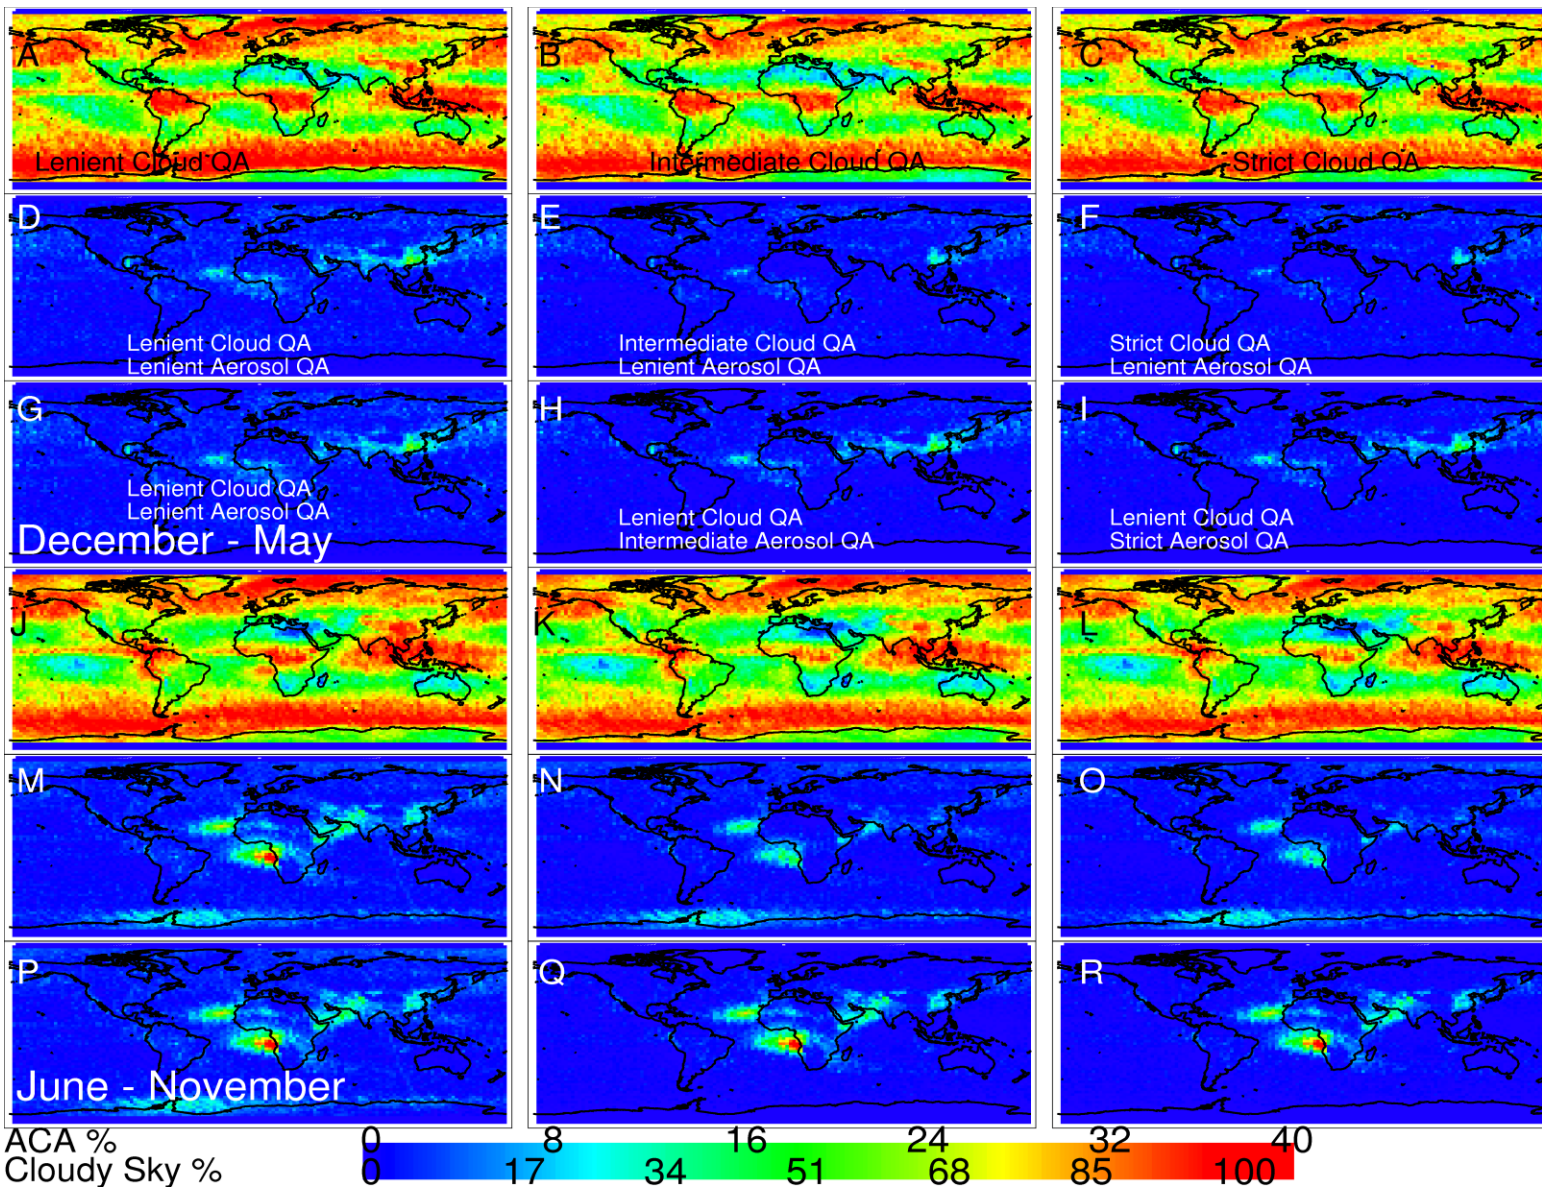 A
B
C
Lenient Cloud QA
Intermediate Cloud QA
Strict Cloud QA
D
E
F
Lenient Cloud QA
Lenient Aerosol QA
Intermediate Cloud QA
Lenient Aerosol QA
Strict Cloud QA
Lenient Aerosol QA
G
H
I
Lenient Cloud QA
Lenient Aerosol QA
Lenient Cloud QA
Intermediate Aerosol QA
Lenient Cloud QA
Strict Aerosol QA
December - May
J
K
L
M
N
O
P
Q
R
June - November
ACA % 0 8 16 24 32 40
Cloudy Sky % 0 17 34 51 68 85 100